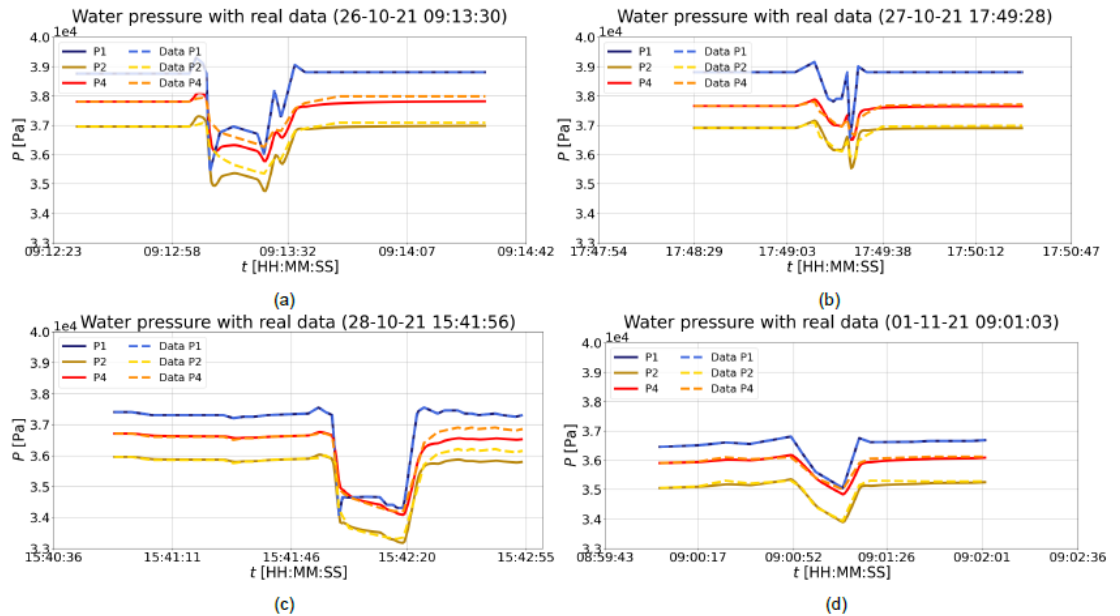 Water pressure with real data (26-10-21 09:13:30)
1e4
4.0
3.9
3.8
3.7
3.6
3.5
3.4
3.3
P [Pa]
P1
P2
P4
Data P1
Data P2
Data P4
09:12:23 09:12:58 09:13:32 09:14:07 09:14:42
t [HH:MM:SS]
(a)
Water pressure with real data (27-10-21 17:49:28)
1e4
4.0
3.9
3.8
3.7
3.6
3.5
3.4
3.3
P [Pa]
P1
P2
P4
Data P1
Data P2
Data P4
17:47:54 17:48:29 17:49:03 17:49:38 17:50:12 17:50:47
t [HH:MM:SS]
(b)
Water pressure with real data (28-10-21 15:41:56)
1e4
4.0
3.9
3.8
3.7
3.6
3.5
3.4
3.3
P [Pa]
P1
P2
P4
Data P1
Data P2
Data P4
15:40:36 15:41:11 15:41:46 15:42:20 15:42:55
t [HH:MM:SS]
(c)
Water pressure with real data (01-11-21 09:01:03)
1e4
4.0
3.9
3.8
3.7
3.6
3.5
3.4
3.3
P [Pa]
P1
P2
P4
Data P1
Data P2
Data P4
08:59:43 09:00:17 09:00:52 09:01:26 09:02:01 09:02:36
t [HH:MM:SS]
(d)